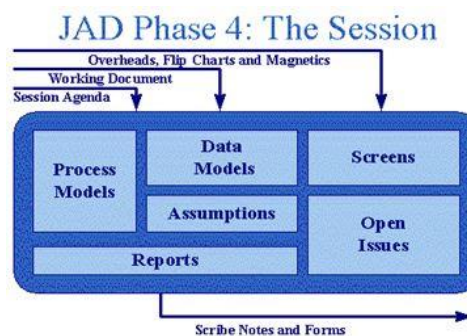 JAD Phase 4: The Session
Overheads, Flip Charts and Magnetics
Working Document
Session Agenda
Process
Models
Data
Models
Screens
Assumptions
Open
Issues
Reports
Scribe Notes and Forms